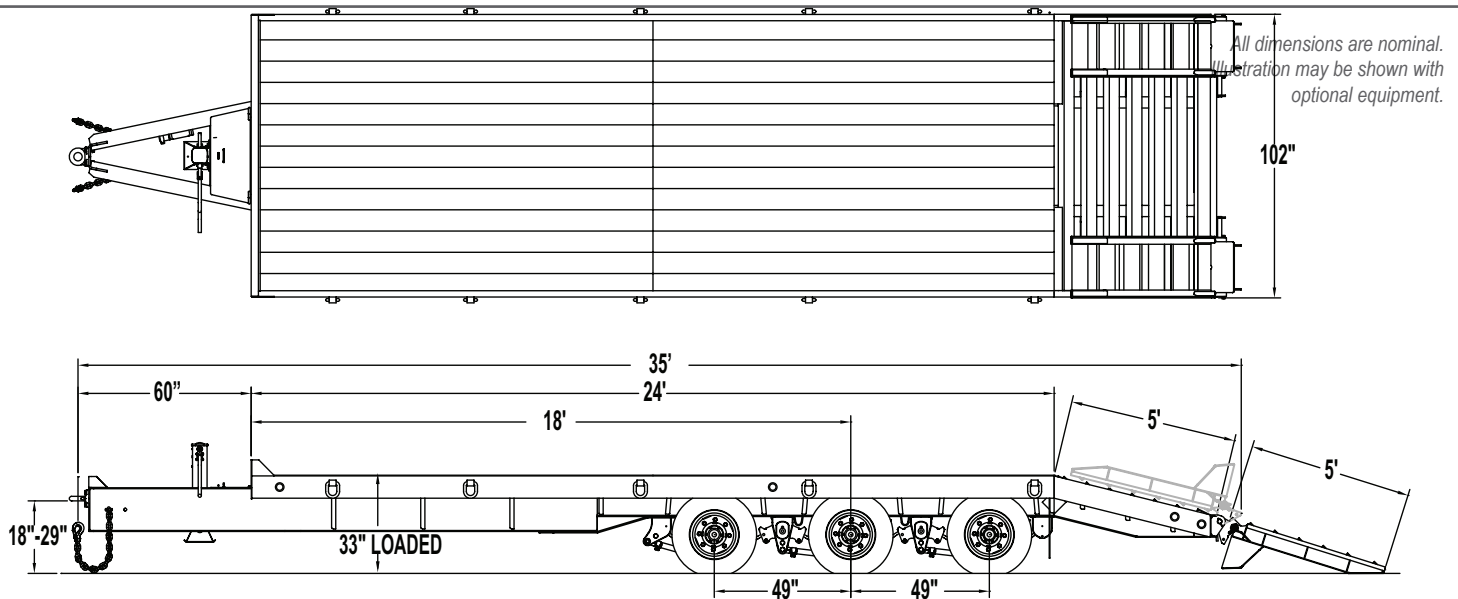 All dimensions are nominal.
Illustration may be shown with
optional equipment.
102"
35’
60”
24'
18'
5'
5'
18"-29"
33" LOADED
49"
49"